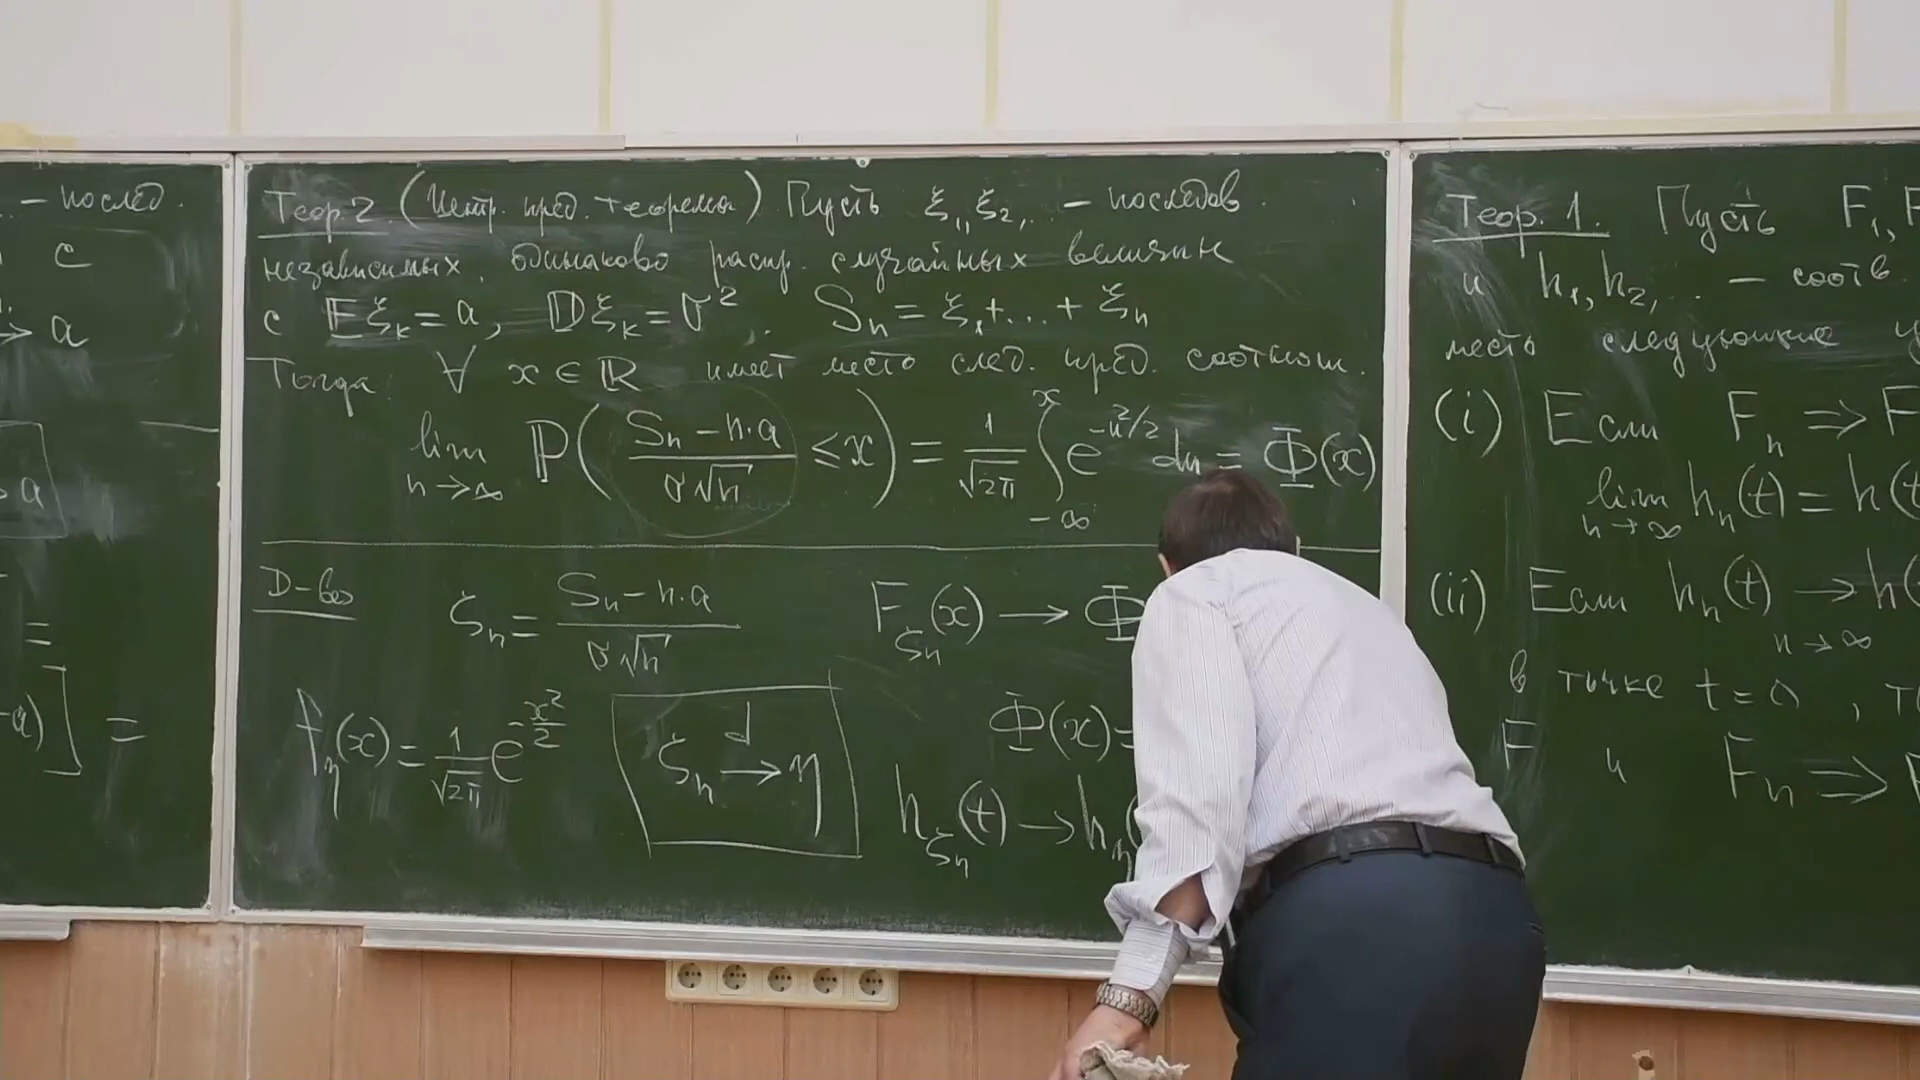 – послед.
с
→ a
a
=
a)] =
Теор. 2 (Центр. пред. теорема) Пусть ξ₁, ξ₂, ... – последов.
независимых, одинаково распр. случайных величин
с 𝔼ξₖ = a, 𝔻ξₖ = σ², Sₙ = ξ₁ + ... + ξₙ
Тогда ∀ x ∈ ℝ имеет место след. пред. соотнош.
lim n→∞ ℙ((Sₙ – n·a)/(σ√n) ≤ x) = 1/√2π ∫_{-∞}^{x} e^{-u²/2} du = Φ(x)
Д-во ζₙ = (Sₙ – n·a)/(σ√n) F_{ζₙ}(x) → Φ
f_η(x) = 1/√2π e^{-x²/2} ζₙ →ᵈ η Φ(x) =
h_{ζₙ}(t) → h_η(
Теор. 1. Пусть F₁, F
и h₁, h₂, ... – соотв.
место следующие у
(i) Если Fₙ ⇒ F
lim n→∞ hₙ(t) = h(t
(ii) Если hₙ(t) → h(
n→∞
в точке t = 0, т
F и Fₙ ⇒ F